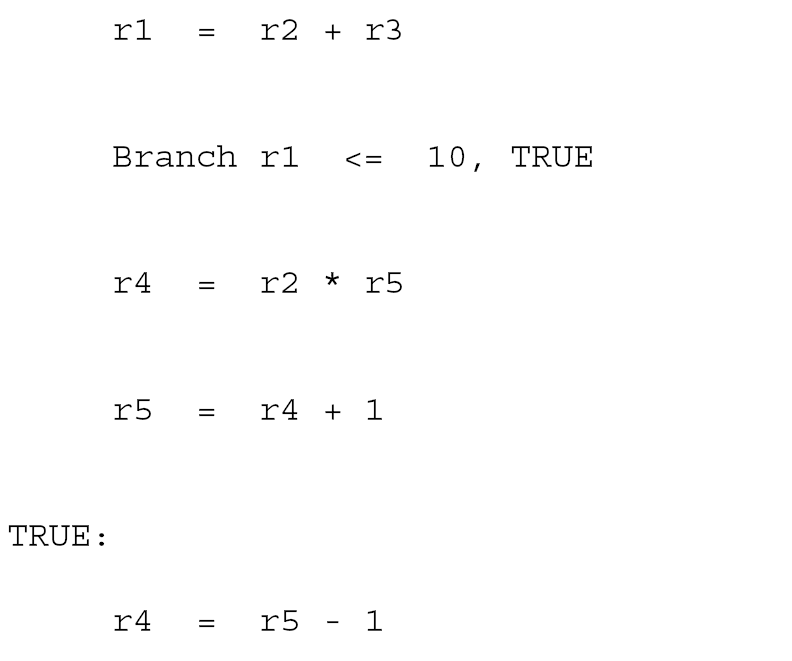 r1 = r2 + r3
Branch r1 <= 10, TRUE
r4 = r2 * r5
r5 = r4 + 1
TRUE:
r4 = r5 - 1